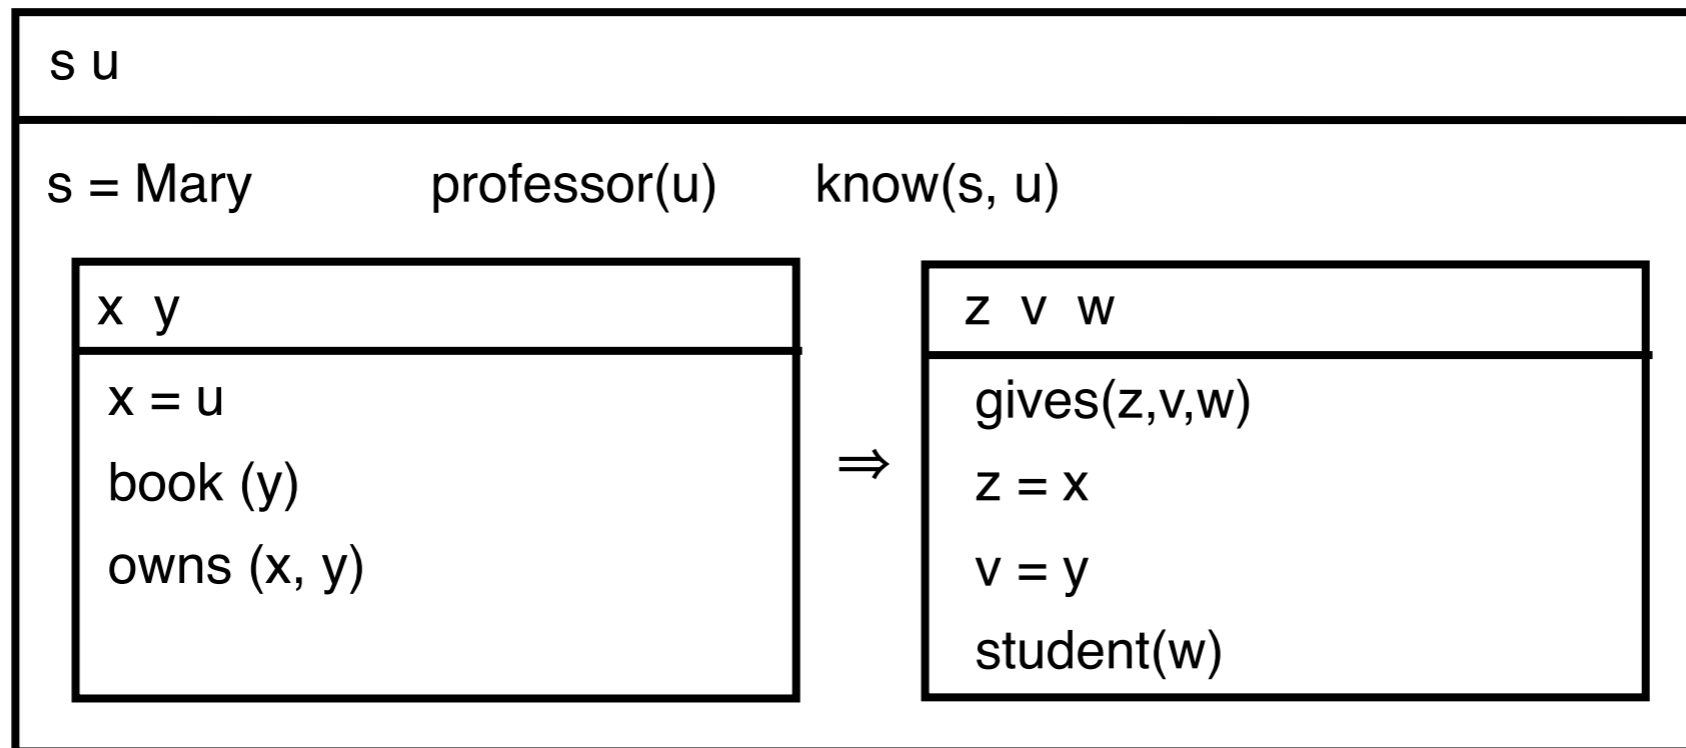 s u
s = Mary professor(u) know(s, u)
x y
x = u
book (y)
owns (x, y)
⇒
z v w
gives(z,v,w)
z = x
v = y
student(w)